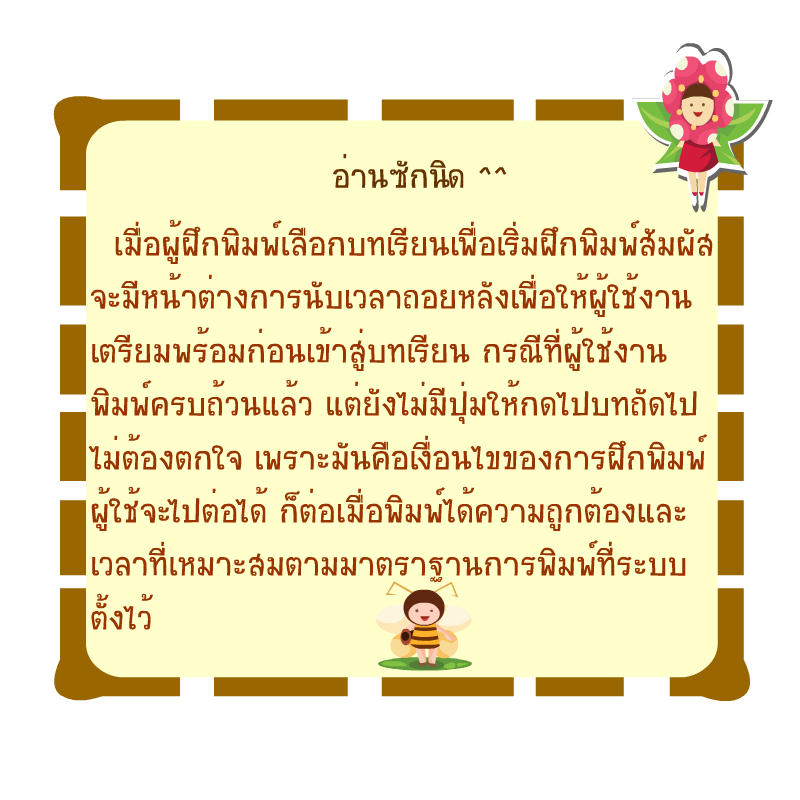 อ่านซักนิด ^^
เมื่อผู้ฝึกพิมพ์เลือกบทเรียนเพื่อเริ่มฝึกพิมพ์สัมผัส
จะมีหน้าต่างการนับเวลาถอยหลังเพื่อให้ผู้ใช้งาน
เตรียมพร้อมก่อนเข้าสู่บทเรียน กรณีที่ผู้ใช้งาน
พิมพ์ครบถ้วนแล้ว แต่ยังไม่มีปุ่มให้กดไปบทถัดไป
ไม่ต้องตกใจ เพราะมันคือเงื่อนไขของการฝึกพิมพ์
ผู้ใช้จะไปต่อได้ ก็ต่อเมื่อพิมพ์ได้ความถูกต้องและ
เวลาที่เหมาะสมตามมาตราฐานการพิมพ์ที่ระบบ
ตั้งไว้